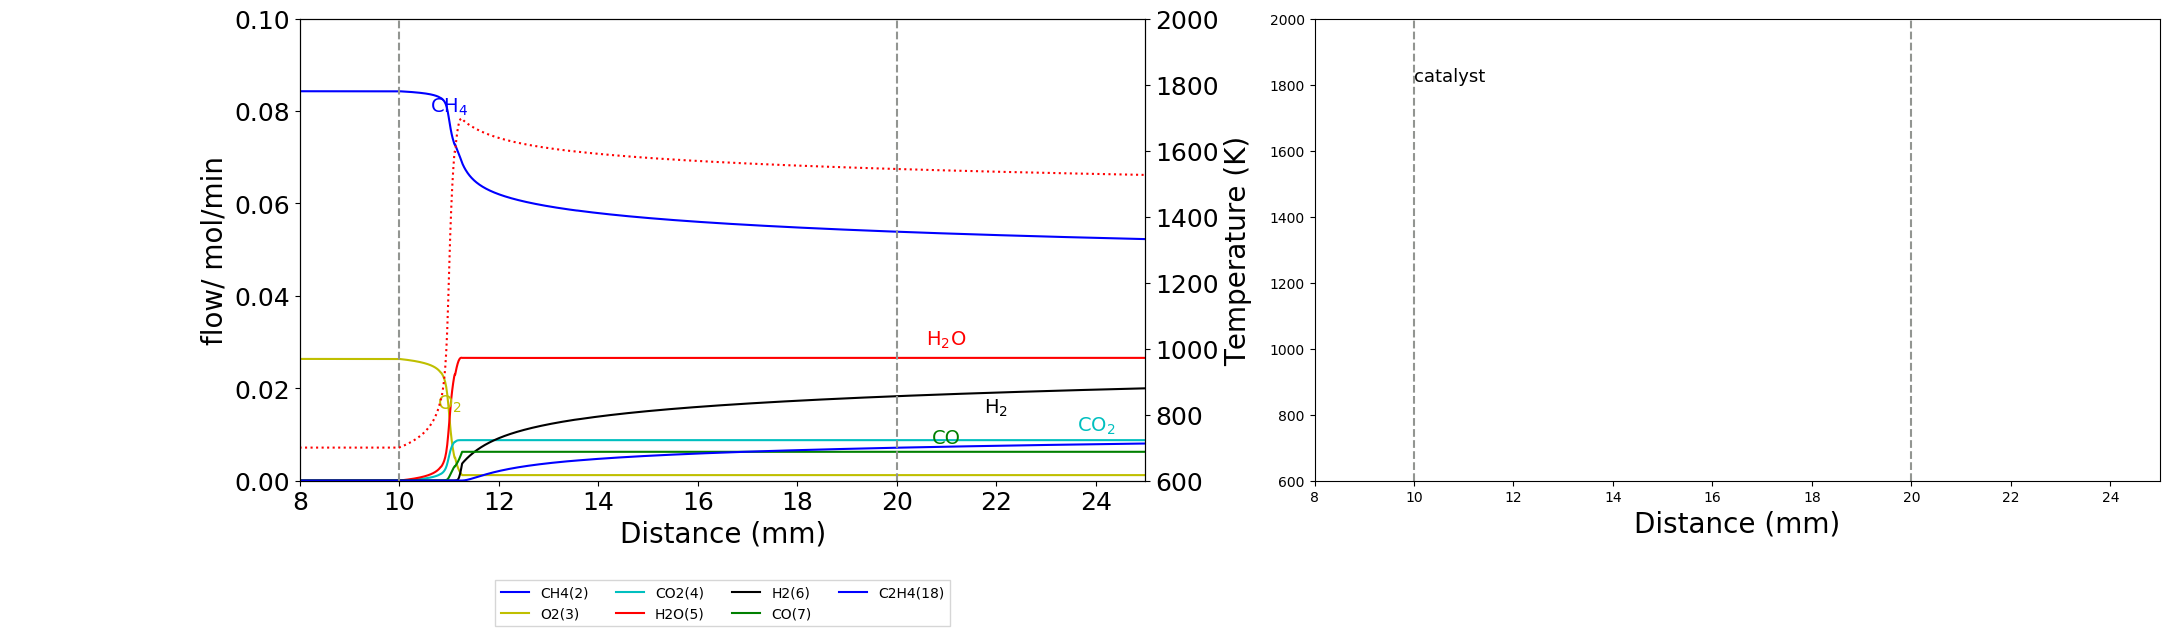 0.10
0.08
0.06
0.04
0.02
0.00
flow/ mol/min
8 10 12 14 16 18 20 22 24
Distance (mm)
2000
1800
1600
1400
1200
1000
800
600
Temperature (K)
CH₄
O₂
H₂O
H₂
CO
CO₂
CH4(2) CO2(4) H2(6) C2H4(18)
O2(3) H2O(5) CO(7)
2000
1800
1600
1400
1200
1000
800
600
catalyst
8 10 12 14 16 18 20 22 24
Distance (mm)